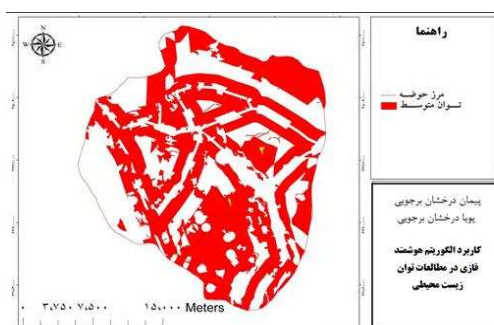 راهنما
مرز حوضه
توان متوسط
پیمان درخشان برجویی
پویا درخشان برجویی
کاربرد الگوریتم هوشمند
فازی در مطالعات توان
زیست محیطی
N
W E
S
۰ ۳،۷۵۰ ۷،۵۰۰ ۱۵،۰۰۰ Meters